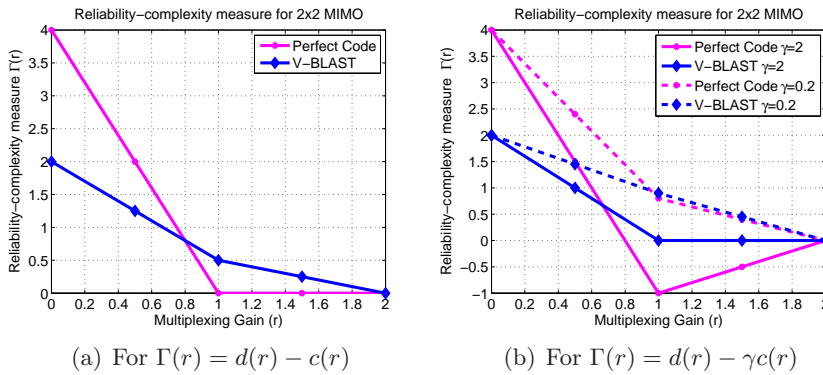 Reliability−complexity measure for 2x2 MIMO
Reliability−complexity measure Γ(r)
4
3.5
3
2.5
2
1.5
1
0.5
0
0 0.2 0.4 0.6 0.8 1 1.2 1.4 1.6 1.8 2
Multiplexing Gain (r)
Perfect Code
V−BLAST
(a) For Γ(r) = d(r) − c(r)
Reliability−complexity measure for 2x2 MIMO
Reliability−complexity measure Γ(r)
4
3.5
3
2.5
2
1.5
1
0.5
0
−0.5
−1
0 0.2 0.4 0.6 0.8 1 1.2 1.4 1.6 1.8 2
Multiplexing Gain (r)
Perfect Code γ=2
V−BLAST γ=2
Perfect Code γ=0.2
V−BLAST γ=0.2
(b) For Γ(r) = d(r) − γc(r)